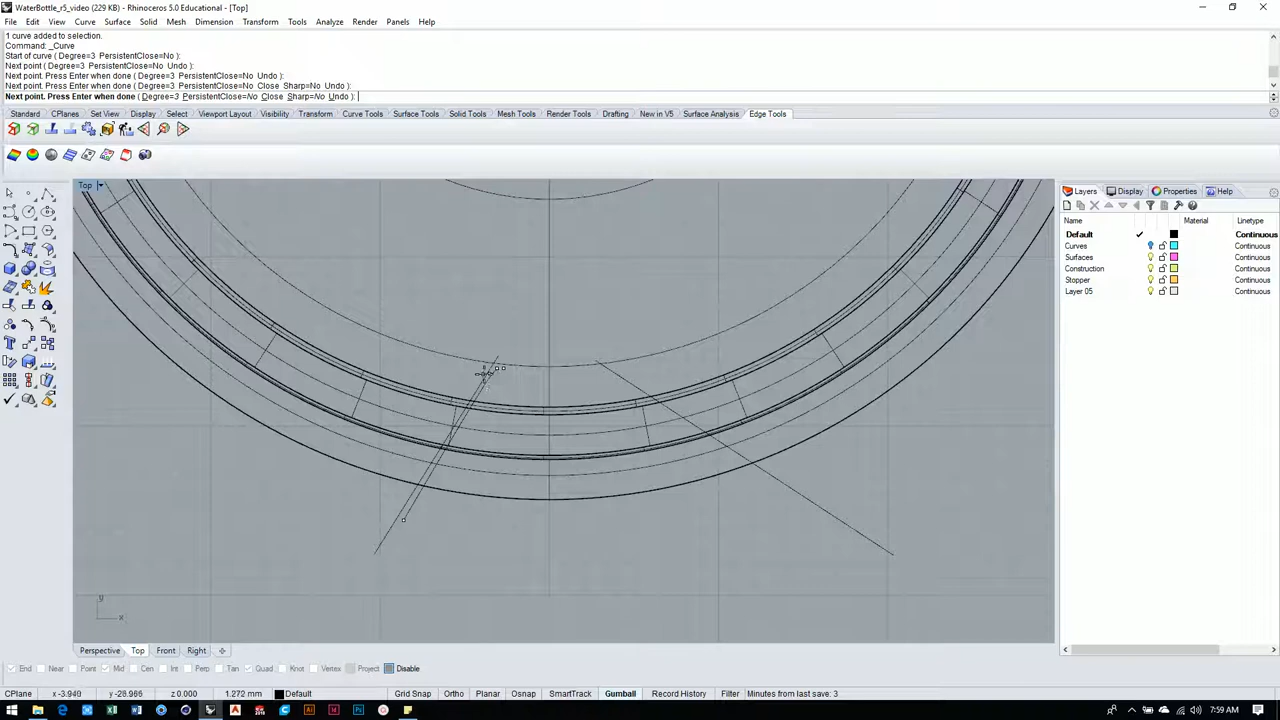 WaterBottle_r5_video (229 KB) - Rhinoceros 5.0 Educational - [Top]
File Edit View Curve Surface Solid Mesh Dimension Transform Tools Analyze Render Panels Help
1 curve added to selection.
Command: _Curve
Start of curve ( Degree=3 PersistentClose=No ):
Next point ( Degree=3 PersistentClose=No Undo ):
Next point. Press Enter when done ( Degree=3 PersistentClose=No Undo ):
Next point. Press Enter when done ( Degree=3 PersistentClose=No Close Sharp=No Undo ):
Next point. Press Enter when done ( Degree=3 PersistentClose=No Close Sharp=No Undo ):
Standard CPlanes Set View Display Select Viewport Layout Visibility Transform Curve Tools Surface Tools Solid Tools Mesh Tools Render Tools Drafting New in V5 Surface Analysis Edge Tools
Top
Layers Display Properties Help
Name Material Linetype
Default Continuous
Curves Continuous
Surfaces Continuous
Construction Continuous
Stopper Continuous
Layer 05 Continuous
y
x
Perspective Top Front Right
End Near Point Mid Cen Int Perp Tan Quad Knot Vertex Project Disable
CPlane x -3.940 y -28.966 z 0.000 1.272 mm Default Grid Snap Ortho Planar Osnap SmartTrack Gumball Record History Filter Minutes from last save: 3
7:59 AM